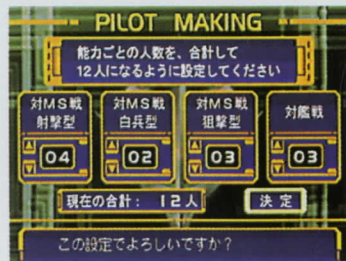 PILOT MAKING
能力ごとの人数を、合計して
12人になるように設定してください
対MS戦 対MS戦 対MS戦 対艦戦
射撃型 白兵型 狙撃型
04 02 03 03
現在の合計: 12人 決定
この設定でよろしいですか?